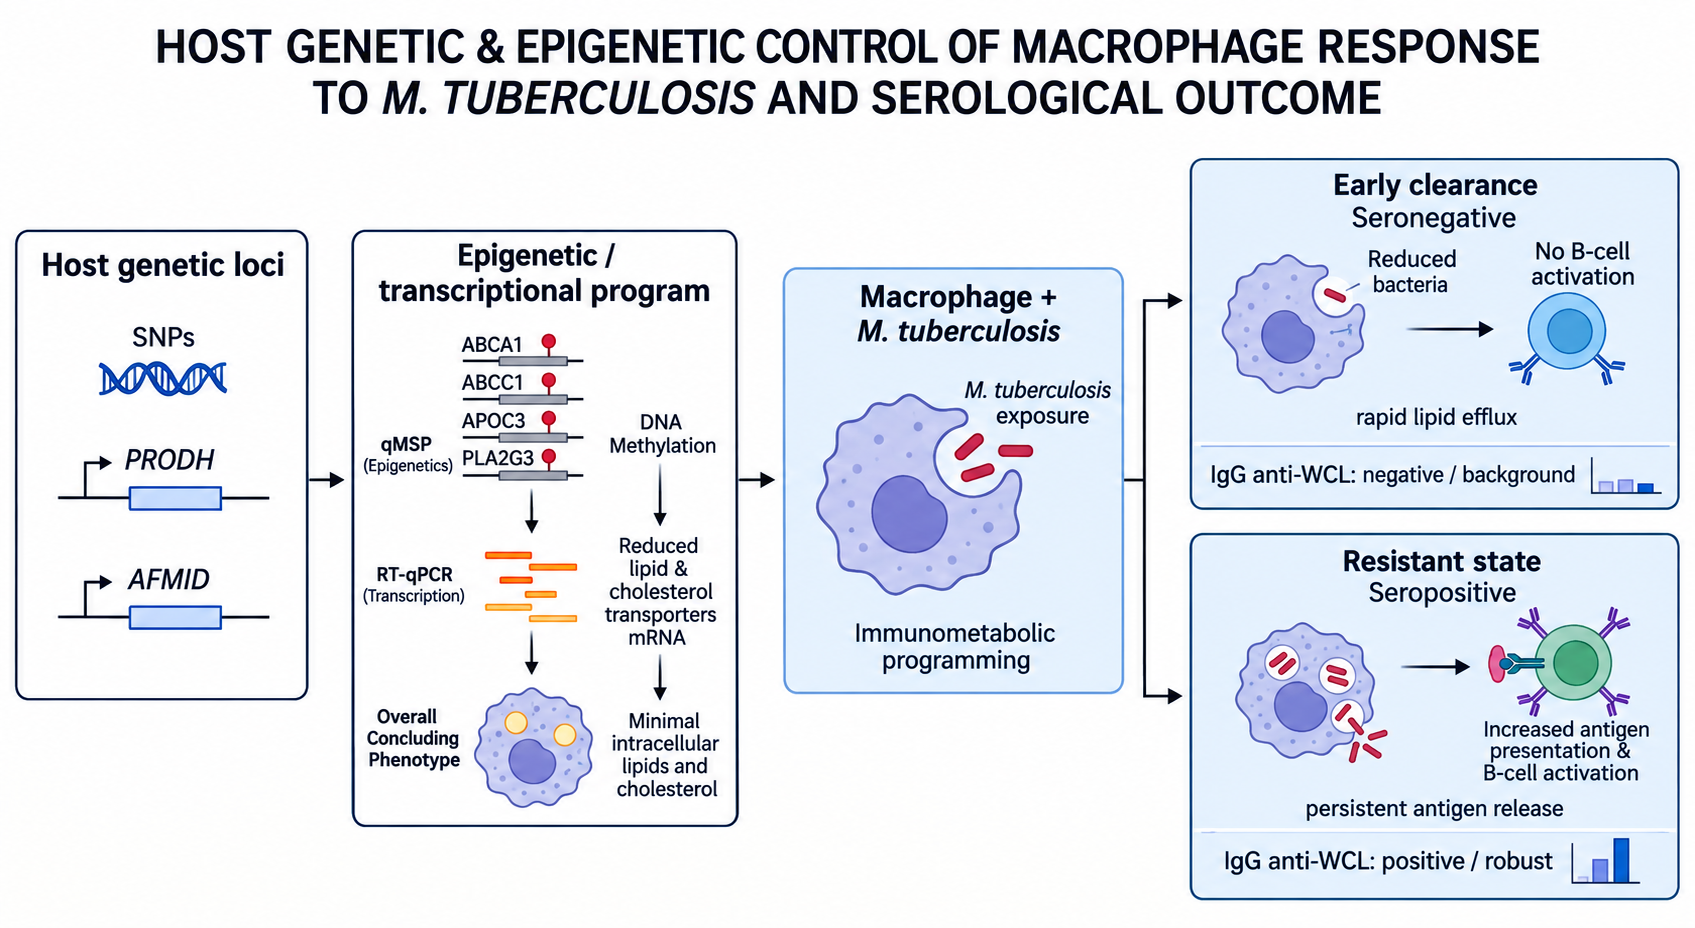 HOST GENETIC & EPIGENETIC CONTROL OF MACROPHAGE RESPONSE
TO M. TUBERCULOSIS AND SEROLOGICAL OUTCOME
Host genetic loci
SNPs
PRODH
AFMID
Epigenetic /
transcriptional program
ABCA1
ABCC1
APOC3
PLA2G3
qMSP
(Epigenetics)
DNA
Methylation
RT-qPCR
(Transcription)
Reduced
lipid &
cholesterol
transporters
mRNA
Overall
Concluding
Phenotype
Minimal
intracellular
lipids and
cholesterol
Macrophage +
M. tuberculosis
M. tuberculosis
exposure
Immunometabolic
programming
Early clearance
Seronegative
Reduced
bacteria
No B-cell
activation
rapid lipid efflux
IgG anti-WCL: negative / background
Resistant state
Seropositive
Increased antigen
presentation &
B-cell activation
persistent antigen release
IgG anti-WCL: positive / robust